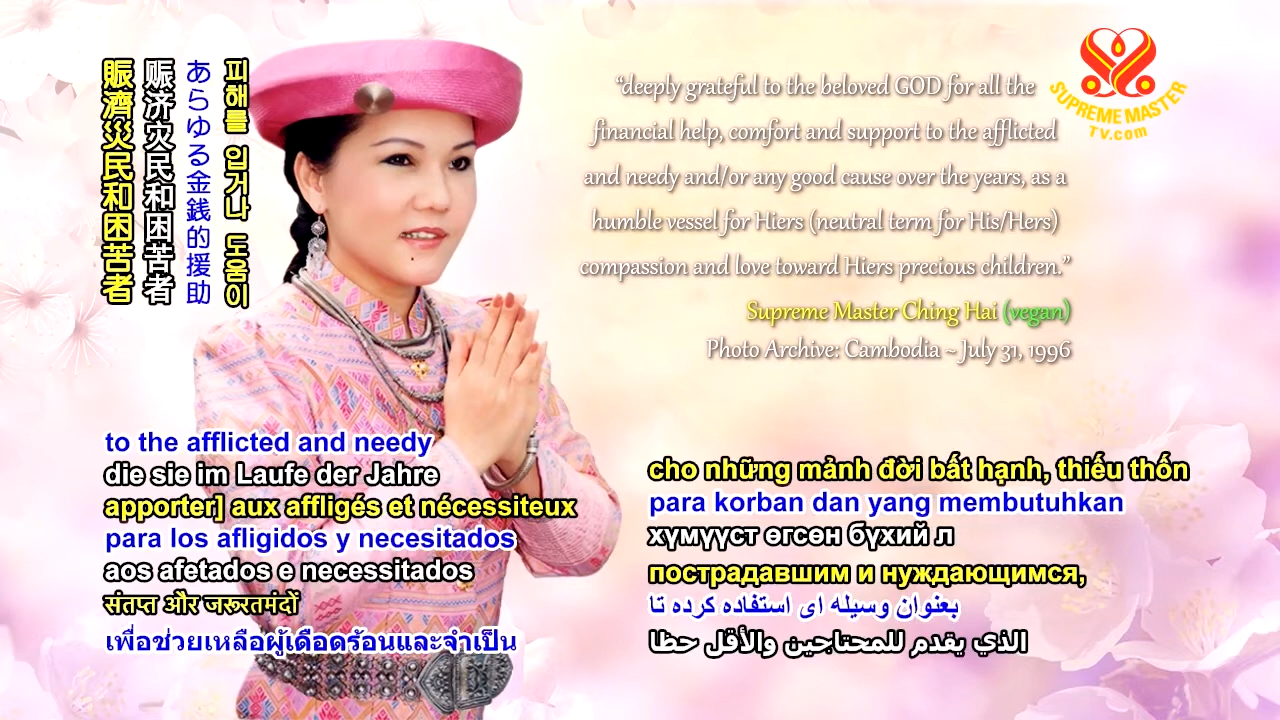 賑濟災民和困苦者
赈济灾民和困苦者
あらゆる金銭的援助
피해를 입거나 도움이
“deeply grateful to the beloved GOD for all the
financial help, comfort and support to the afflicted
and needy and/or any good cause over the years, as a
humble vessel for Hiers (neutral term for His/Hers)
compassion and love toward Hiers precious children.”
Supreme Master Ching Hai (vegan)
Photo Archive: Cambodia ~ July 31, 1996
SUPREME MASTER
TV.com
to the afflicted and needy
die sie im Laufe der Jahre
apporter] aux affligés et nécessiteux
para los afligidos y necesitados
aos afetados e necessitados
संतप्त और जरूरतमंदों
เพื่อช่วยเหลือผู้เดือดร้อนและจำเป็น
cho những mảnh đời bất hạnh, thiếu thốn
para korban dan yang membutuhkan
хүмүүст өгсөн бүхий л
пострадавшим и нуждающимся,
بعنوان وسیله ای استفاده کرده تا
الذي يقدم للمحتاجين والأقل حظا